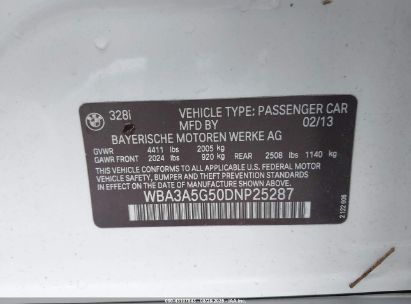 328i VEHICLE TYPE: PASSENGER CAR
MFD BY 02/13
BAYERISCHE MOTOREN WERKE AG
GVWR 4411 lbs 2005 kg
GAWR FRONT 2024 lbs 920 kg REAR 2508 lbs 1140 kg
THIS VEHICLE CONFORMS TO ALL APPLICABLE U.S. FEDERAL MOTOR
VEHICLE SAFETY, BUMPER, AND THEFT PREVENTION STANDARDS IN
EFFECT ON THE DATE OF MANUFACTURE SHOWN ABOVE.
WBA3A5G50DNP25287